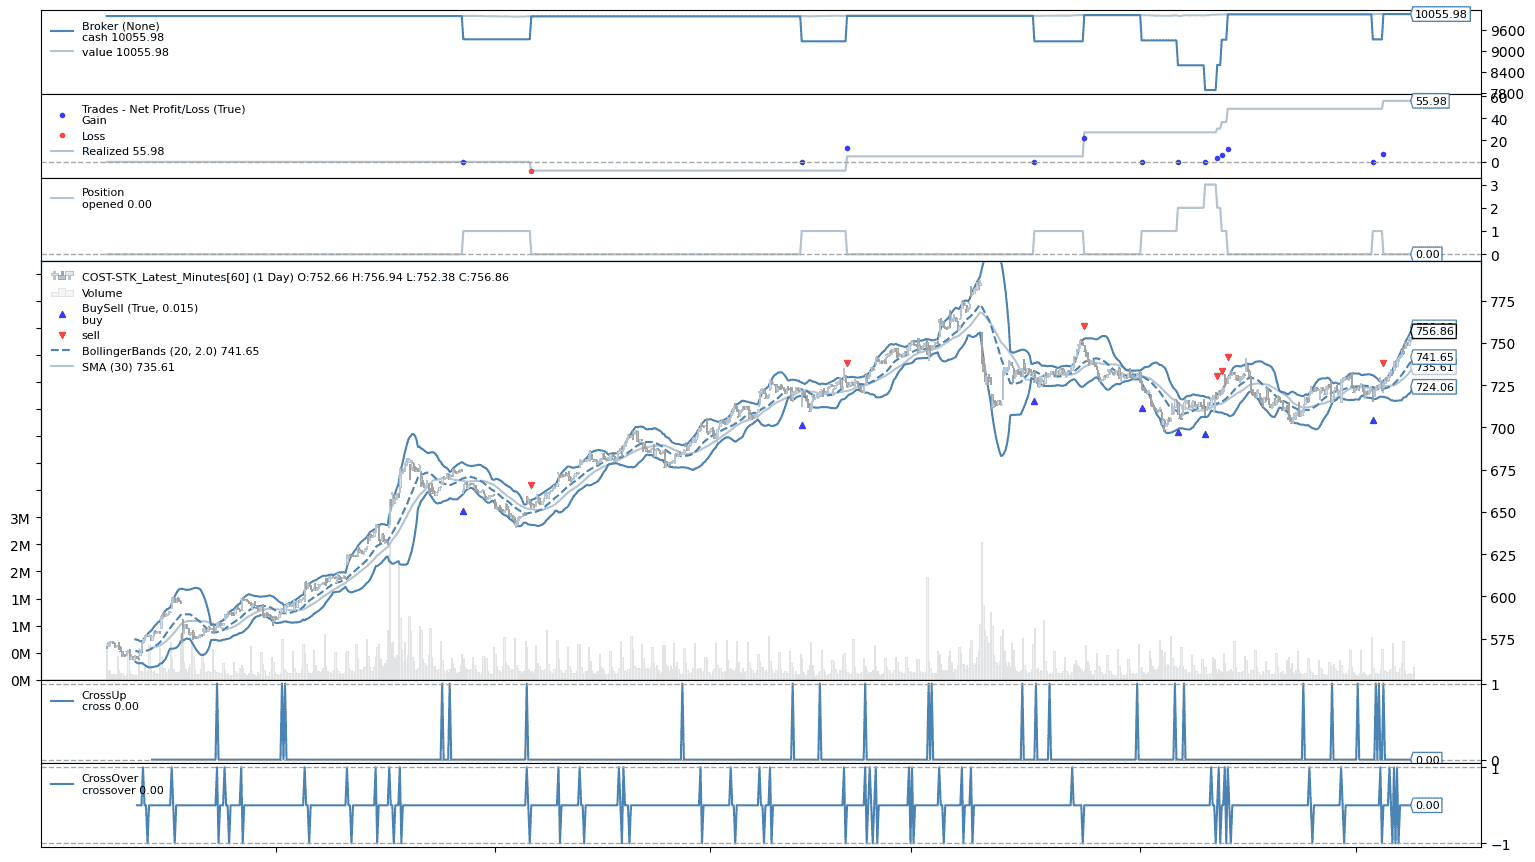 Broker (None)
cash 10055.98
value 10055.98
10055.98
9600
9000
8400
7800
Trades - Net Profit/Loss (True)
Gain
Loss
Realized 55.98
55.98
60
40
20
0
Position
opened 0.00
3
2
1
0
0.00
COST-STK_Latest_Minutes[60] (1 Day) O:752.66 H:756.94 L:752.38 C:756.86
Volume
BuySell (True, 0.015)
buy
sell
BollingerBands (20, 2.0) 741.65
SMA (30) 735.61
775
750
725
700
675
650
625
600
575
756.86
741.65
735.61
724.06
3M
2M
2M
1M
1M
0M
0M
CrossUp
cross 0.00
1
0
0.00
CrossOver
crossover 0.00
1
0.00
−1